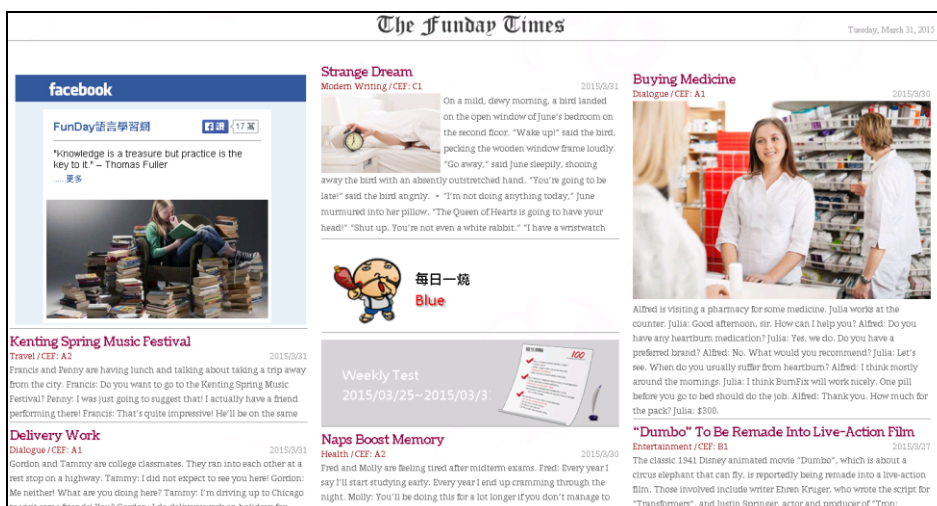 The Funday Times
Tuesday, March 31, 2015
facebook
FunDay語言學習網
讚
17 萬
"Knowledge is a treasure but practice is the
key to it." – Thomas Fuller
.....更多
Kenting Spring Music Festival
Travel / CEF: A2
2015/3/31
Francis and Penny are having lunch and talking about taking a trip away
from the city. Francis: Do you want to go to the Kenting Spring Music
Festival? Penny: I was just going to suggest that! I actually have a friend
performing there! Francis: That's quite impressive! He'll be on the same
Delivery Work
Dialogue / CEF: A1
2015/3/31
Gordon and Tammy are college classmates. They ran into each other at a
rest stop on a highway. Tammy: I did not expect to see you here! Gordon:
Me neither! What are you doing here? Tammy: I'm driving up to Chicago
Strange Dream
Modern Writing / CEF: C1
2015/3/31
On a mild, dewy morning, a bird landed
on the open window of June's bedroom on
the second floor. "Wake up!" said the bird,
pecking the wooden window frame loudly.
"Go away," said June sleepily, shooing
away the bird with an absently outstretched hand. "You're going to be
late!" said the bird angrily. • "I'm not doing anything today," June
murmured into her pillow. "The Queen of Hearts is going to have your
head!" "Shut up. You're not even a white rabbit." "I have a wristwatch
每日一燒
Blue
Weekly Test
2015/03/25~2015/03/3
100
Naps Boost Memory
Health / CEF: A2
2015/3/30
Fred and Molly are feeling tired after midterm exams. Fred: Every year I
say I'll start studying early. Every year I end up cramming through the
night. Molly: You'll be doing this for a lot longer if you don't manage to
Buying Medicine
Dialogue / CEF: A1
2015/3/30
Alfred is visiting a pharmacy for some medicine. Julia works at the
counter. Julia: Good afternoon, sir. How can I help you? Alfred: Do you
have any heartburn medication? Julia: Yes, we do. Do you have a
preferred brand? Alfred: No. What would you recommend? Julia: Let's
see. When do you usually suffer from heartburn? Alfred: I think mostly
around the mornings. Julia: I think BurnFix will work nicely. One pill
before you go to bed should do the job. Alfred: Thank you. How much for
the pack? Julia: $300.
"Dumbo" To Be Remade Into Live-Action Film
Entertainment / CEF: B1
2015/3/27
The classic 1941 Disney animated movie "Dumbo", which is about a
circus elephant that can fly, is reportedly being remade into a live-action
film. Those involved include writer Ehren Kruger, who wrote the script for
"Transformers", and Justin Springer, actor and producer of "Tron: